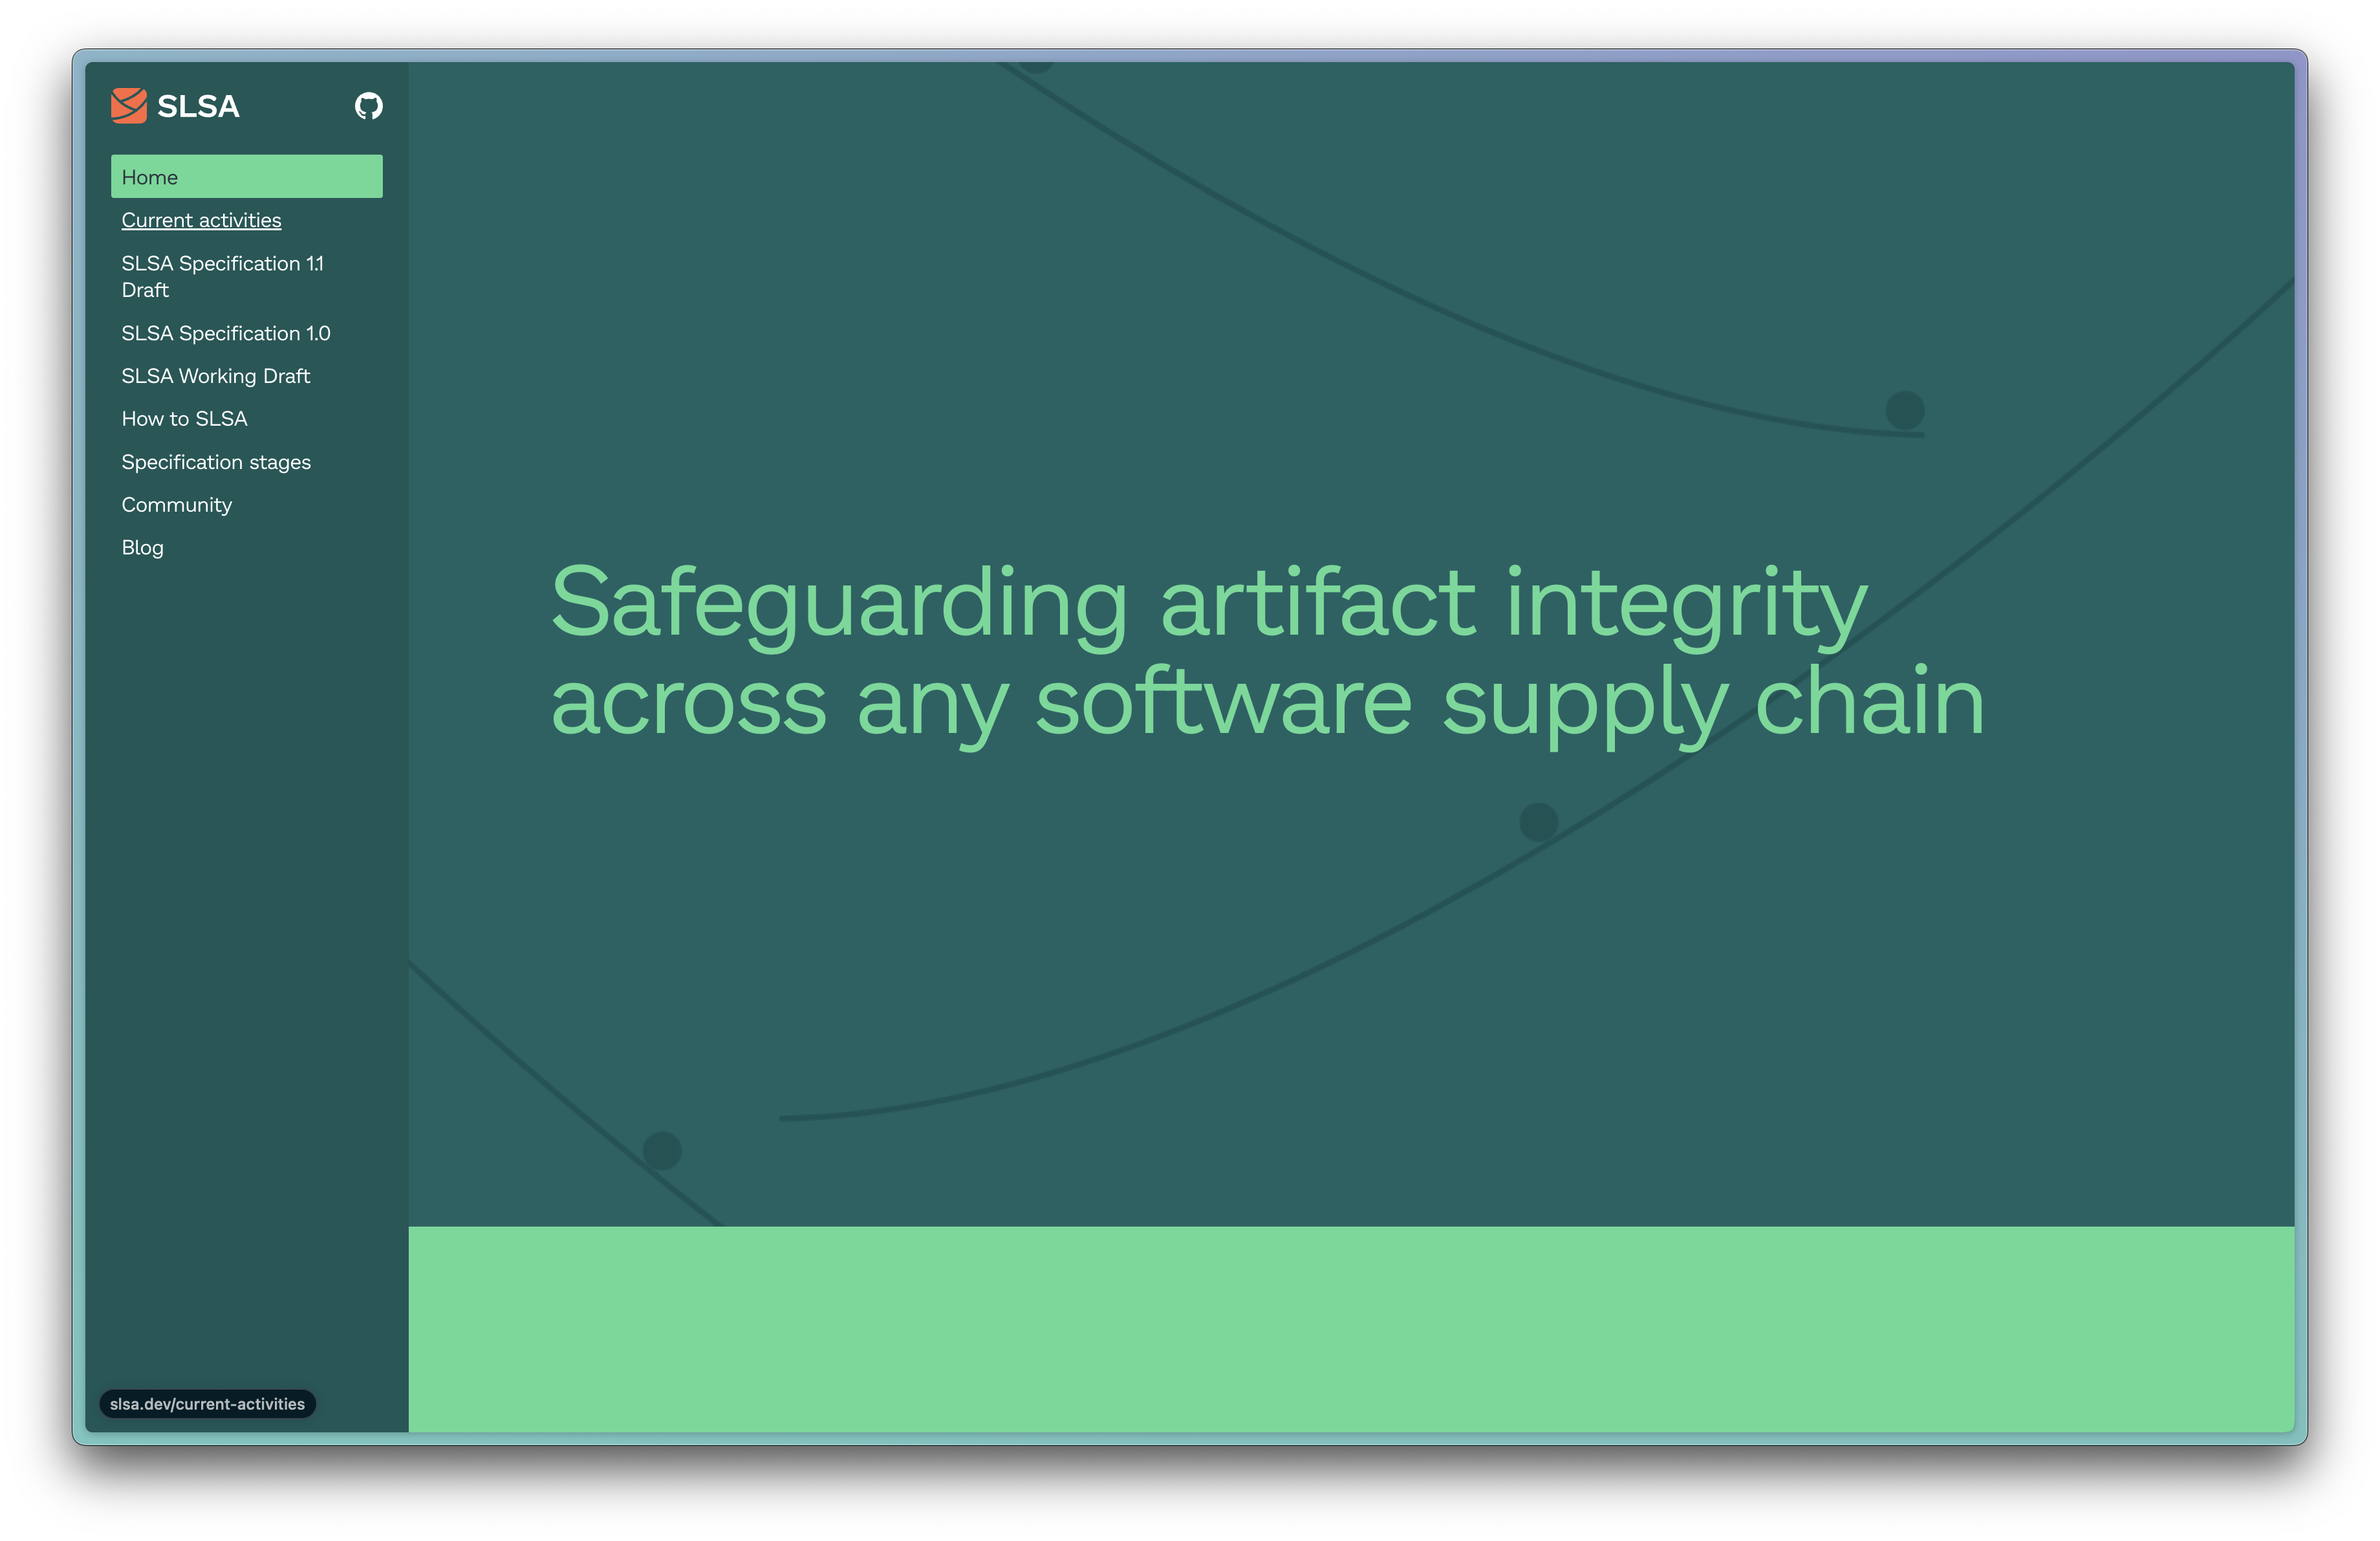 SLSA
Home
Current activities
SLSA Specification 1.1
Draft
SLSA Specification 1.0
SLSA Working Draft
How to SLSA
Specification stages
Community
Blog
Safeguarding artifact integrity
across any software supply chain
slsa.dev/current-activities